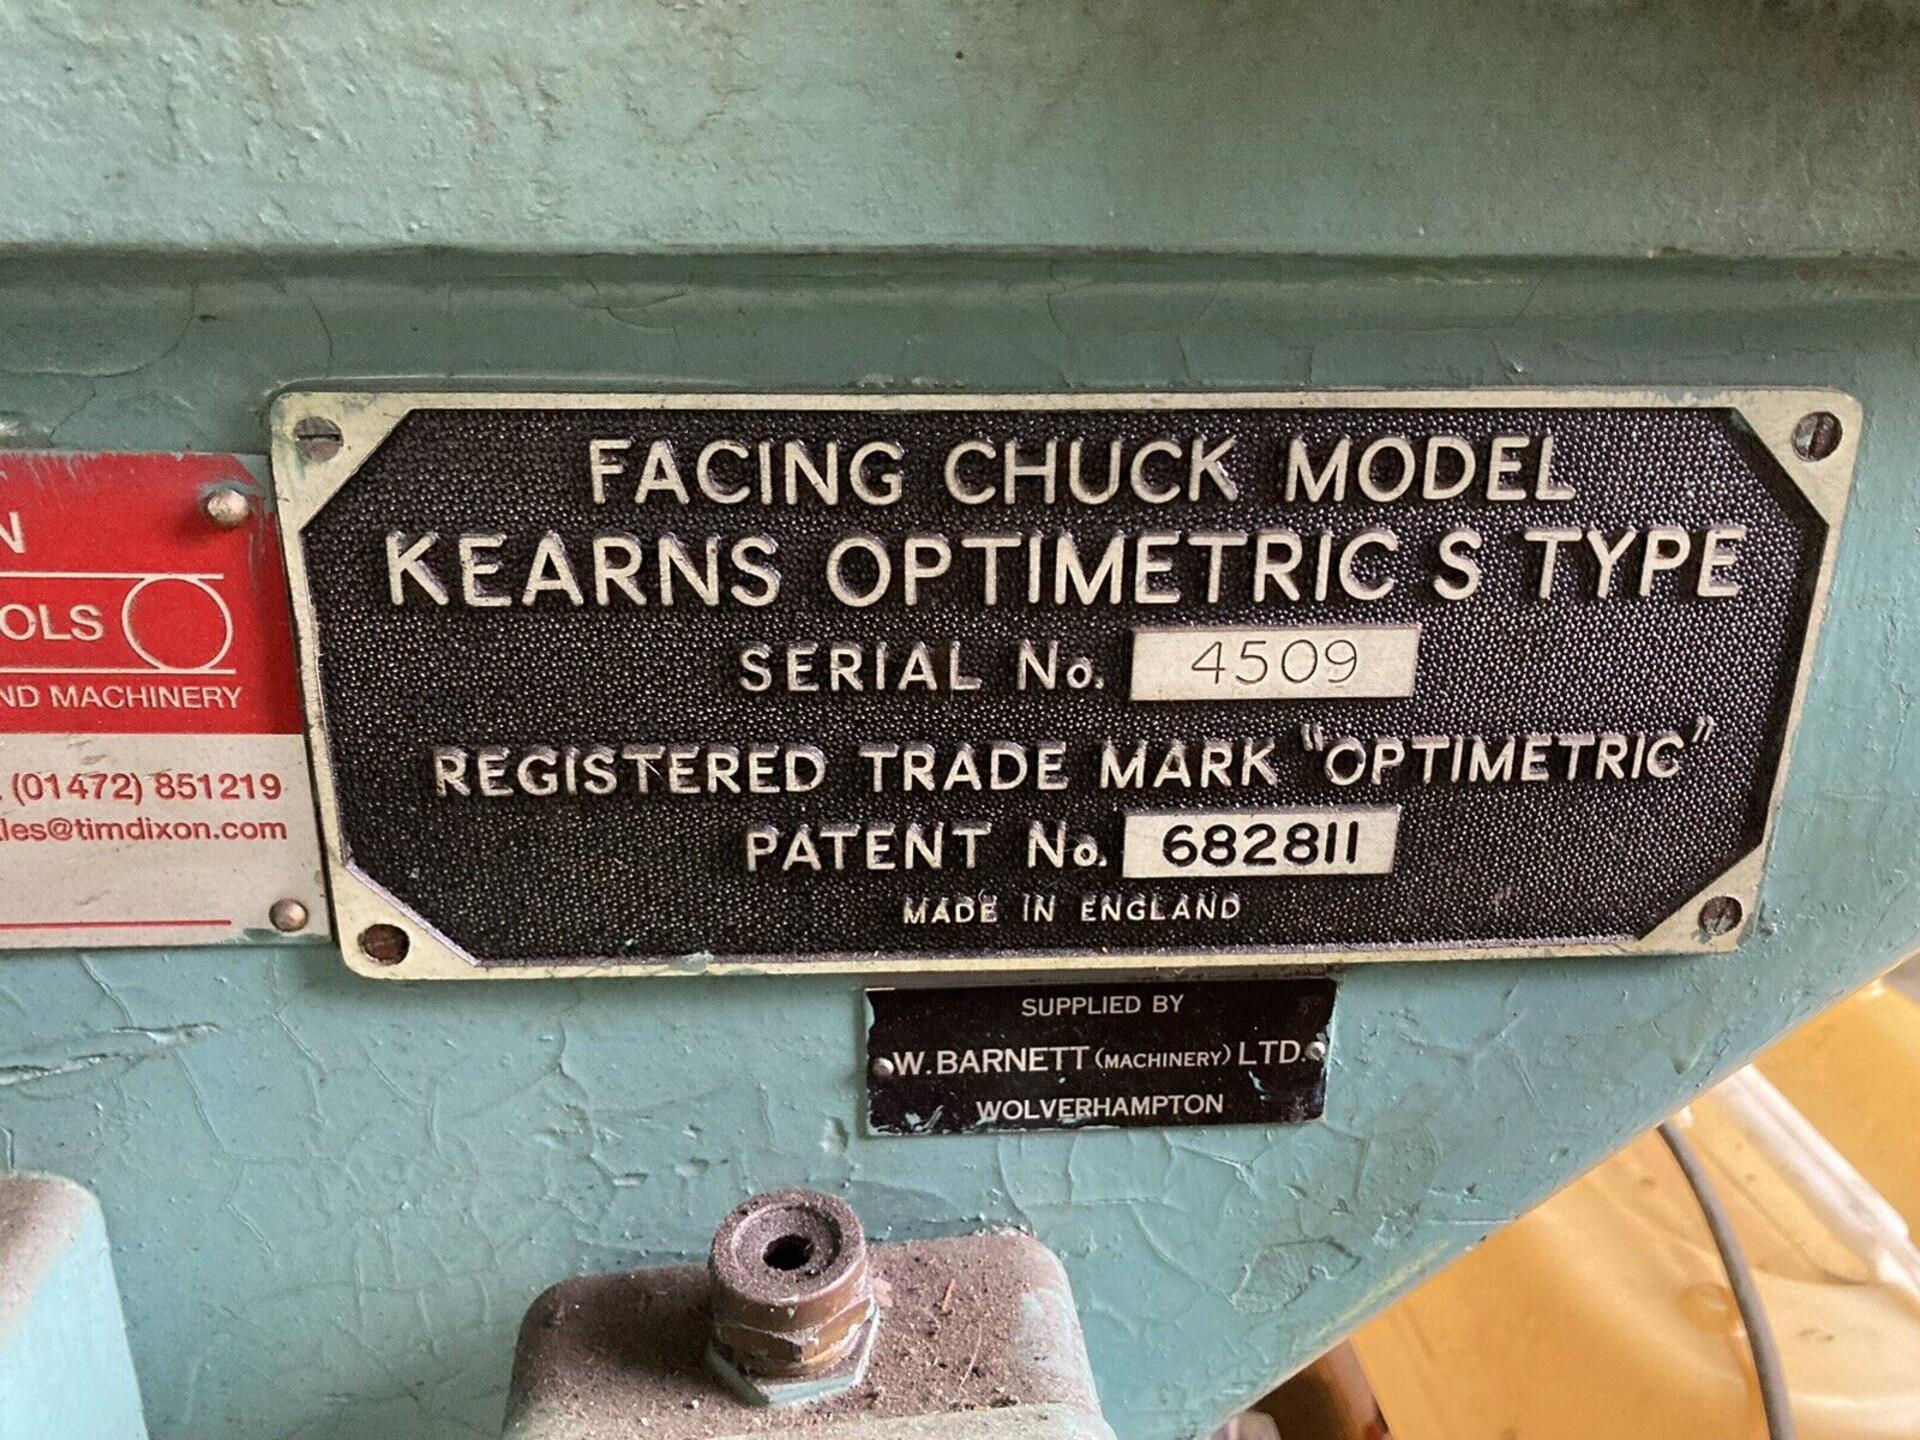 FACING CHUCK MODEL
KEARNS OPTIMETRIC S TYPE
SERIAL No. 4509
REGISTERED TRADE MARK "OPTIMETRIC"
PATENT No. 682811
MADE IN ENGLAND
SUPPLIED BY
W. BARNETT (MACHINERY) LTD.
WOLVERHAMPTON
N
OLS
ND MACHINERY
(01472) 851219
les@timdixon.com